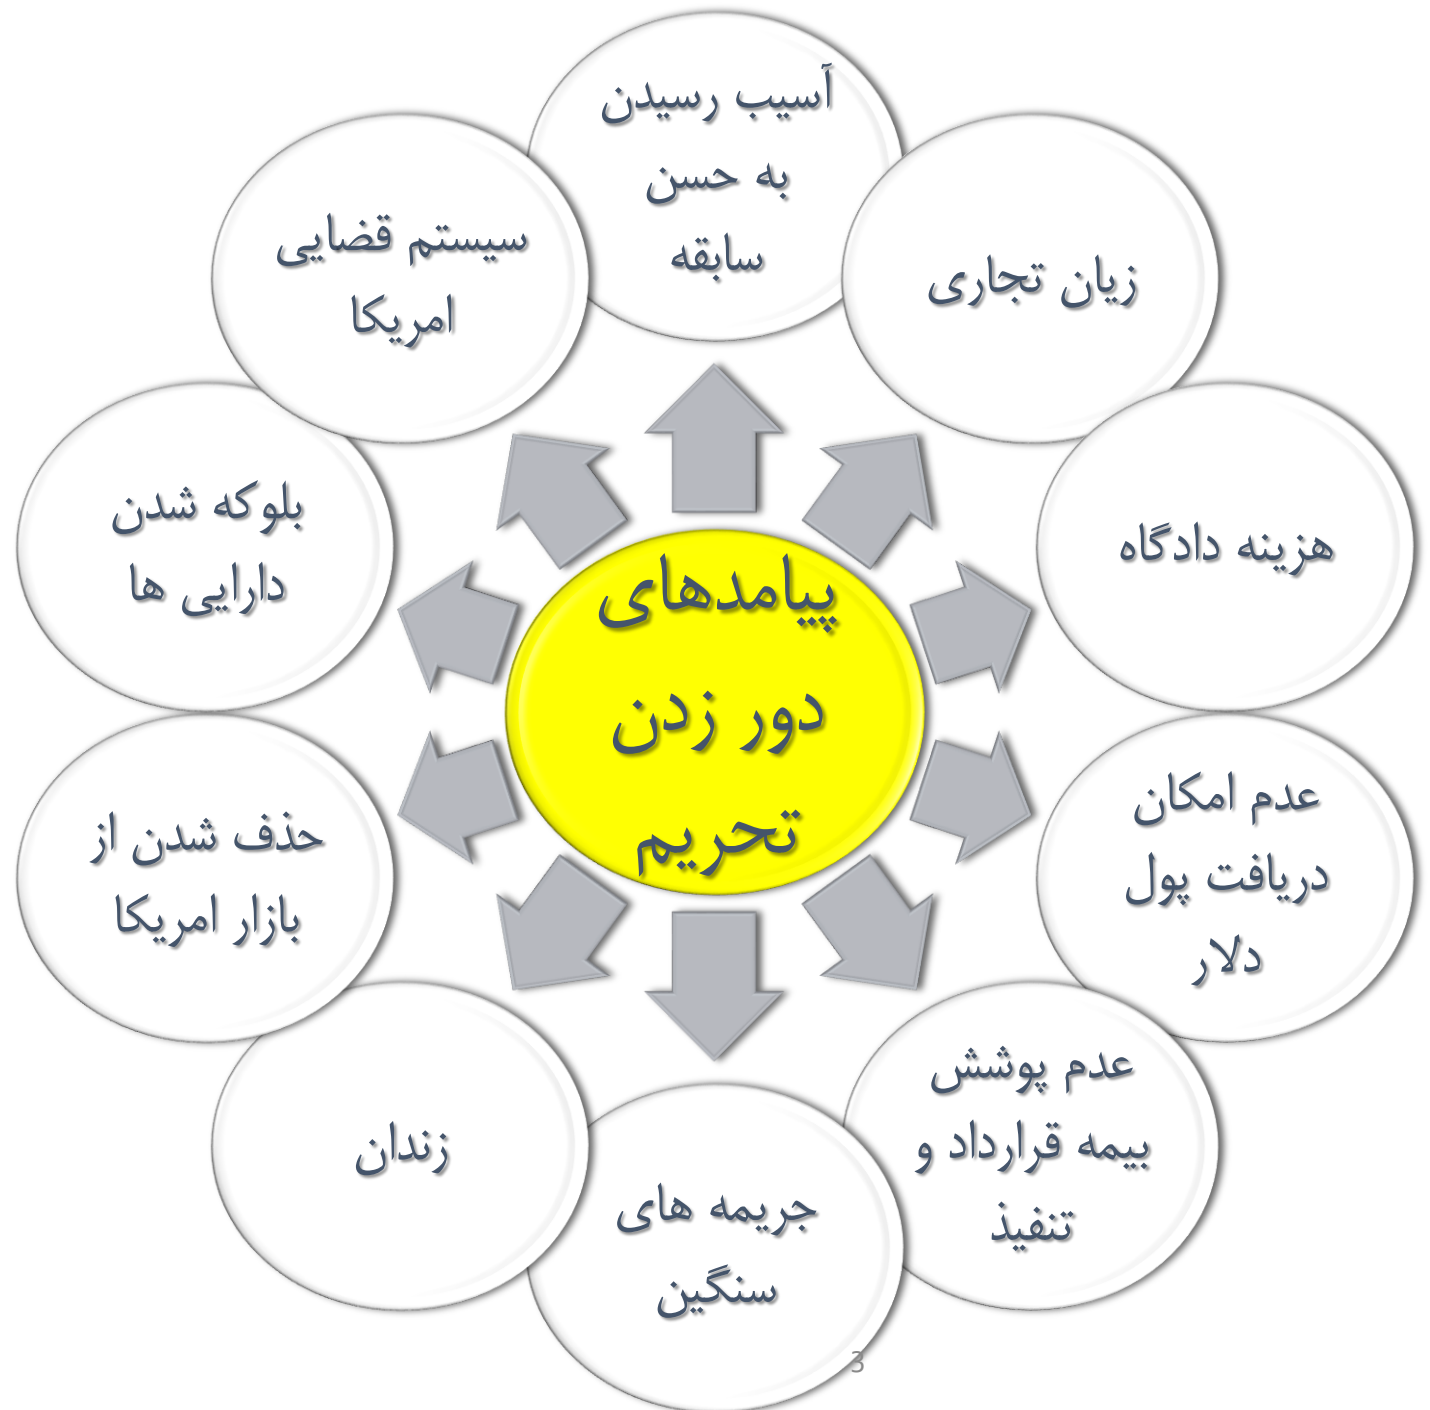 آسیب رسیدن
به حسن
سابقه
زیان تجاری
هزینه دادگاه
عدم امکان
دریافت پول
دلار
عدم پوشش
بیمه قرارداد و
تنفیذ
جریمه های
سنگین
زندان
حذف شدن از
بازار امریکا
بلوکه شدن
دارایی ها
سیستم قضایی
امریکا
پیامدهای
دور زدن
تحریم
3